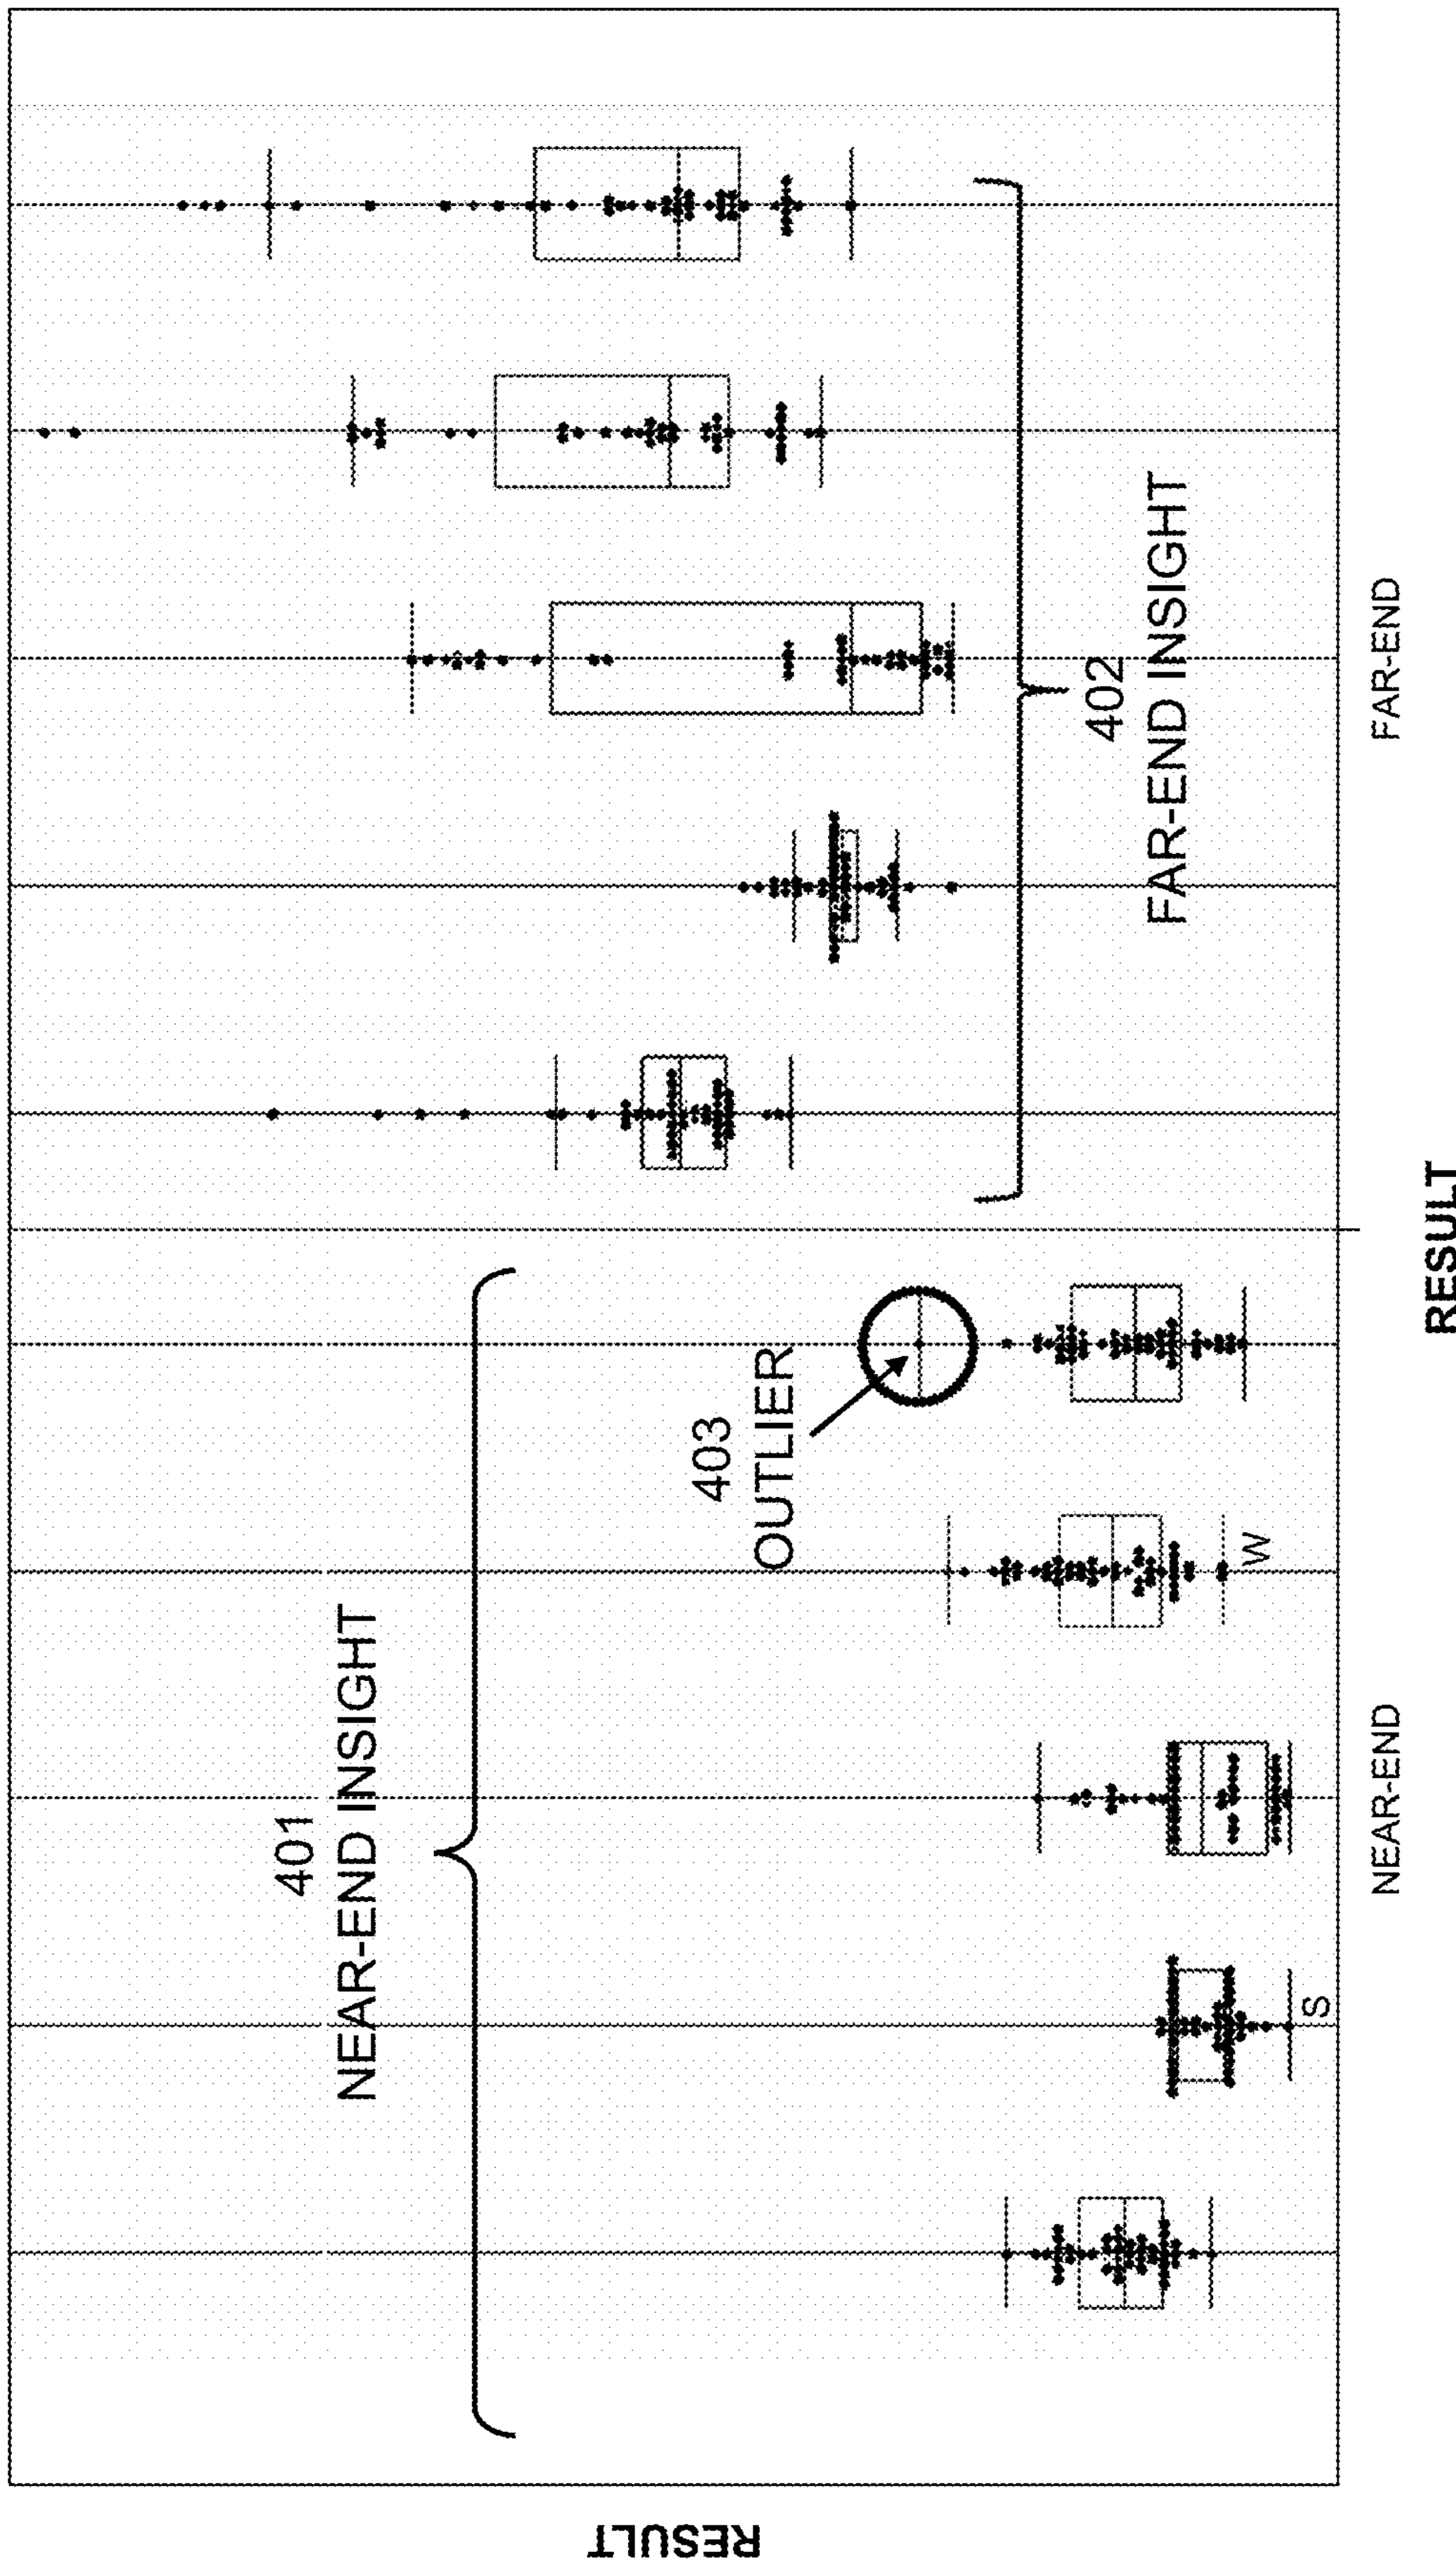 401
NEAR-END INSIGHT
403
OUTLIER
402
FAR-END INSIGHT
S
W
NEAR-END
FAR-END
RESULT
RESULT